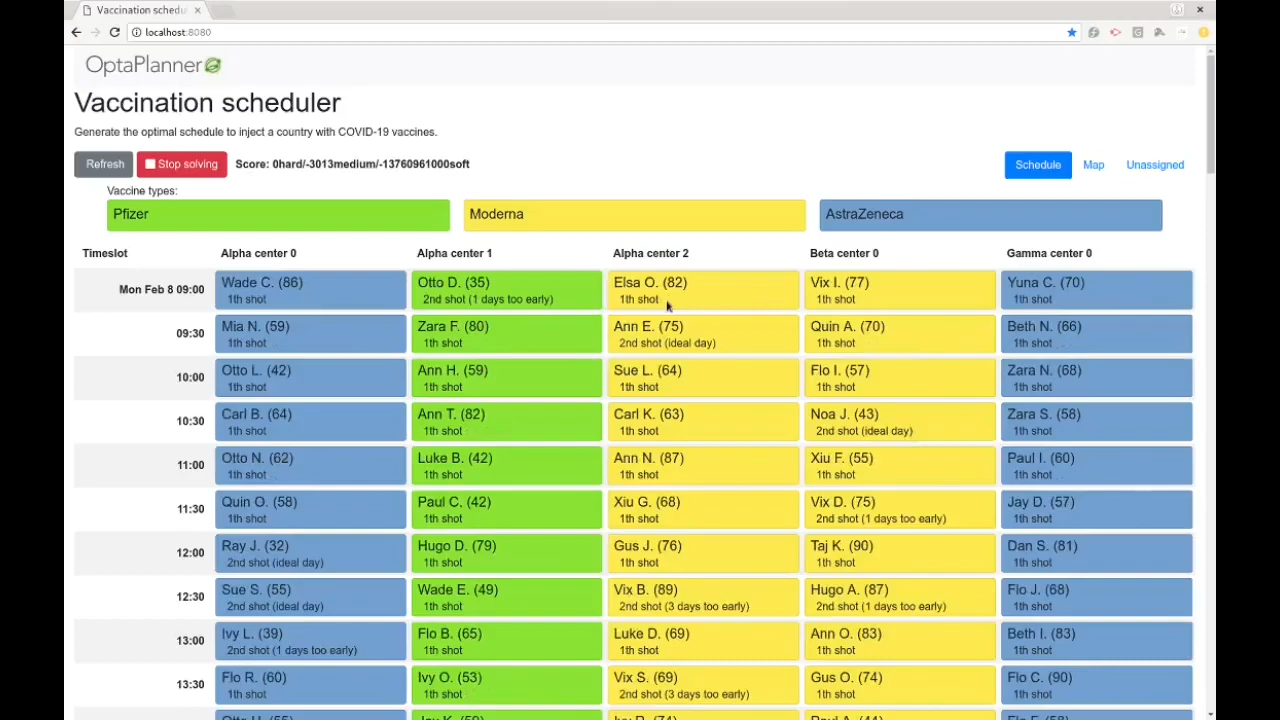 Vaccination schedu
localhost:8080
OptaPlanner
Vaccination scheduler
Generate the optimal schedule to inject a country with COVID-19 vaccines.
Refresh Stop solving Score: 0hard/-3013medium/-13760961000soft Schedule Map Unassigned
Vaccine types:
Pfizer Moderna AstraZeneca
Timeslot Alpha center 0 Alpha center 1 Alpha center 2 Beta center 0 Gamma center 0
Mon Feb 8 09:00 Wade C. (86) Otto D. (35) Elsa O. (82) Vix I. (77) Yuna C. (70)
1th shot 2nd shot (1 days too early) 1th shot 1th shot 1th shot
09:30 Mia N. (59) Zara F. (80) Ann E. (75) Quin A. (70) Beth N. (66)
1th shot 1th shot 2nd shot (ideal day) 1th shot 1th shot
10:00 Otto L. (42) Ann H. (59) Sue L. (64) Flo I. (57) Zara N. (68)
1th shot 1th shot 1th shot 1th shot 1th shot
10:30 Carl B. (64) Ann T. (82) Carl K. (63) Noa J. (43) Zara S. (58)
1th shot 1th shot 1th shot 2nd shot (ideal day) 1th shot
11:00 Otto N. (62) Luke B. (42) Ann N. (87) Xiu F. (55) Paul I. (60)
1th shot 1th shot 1th shot 1th shot 1th shot
11:30 Quin O. (58) Paul C. (42) Xiu G. (68) Vix D. (75) Jay D. (57)
1th shot 1th shot 1th shot 2nd shot (1 days too early) 1th shot
12:00 Ray J. (32) Hugo D. (79) Gus J. (76) Taj K. (90) Dan S. (81)
2nd shot (ideal day) 1th shot 1th shot 1th shot 1th shot
12:30 Sue S. (55) Wade E. (49) Vix B. (89) Hugo A. (87) Flo J. (68)
2nd shot (ideal day) 1th shot 2nd shot (3 days too early) 2nd shot (1 days too early) 1th shot
13:00 Ivy L. (39) Flo B. (65) Luke D. (69) Ann O. (83) Beth I. (83)
2nd shot (1 days too early) 1th shot 1th shot 1th shot 1th shot
13:30 Flo R. (60) Ivy O. (53) Vix S. (69) Gus O. (74) Flo C. (90)
1th shot 1th shot 2nd shot (3 days too early) 1th shot 1th shot